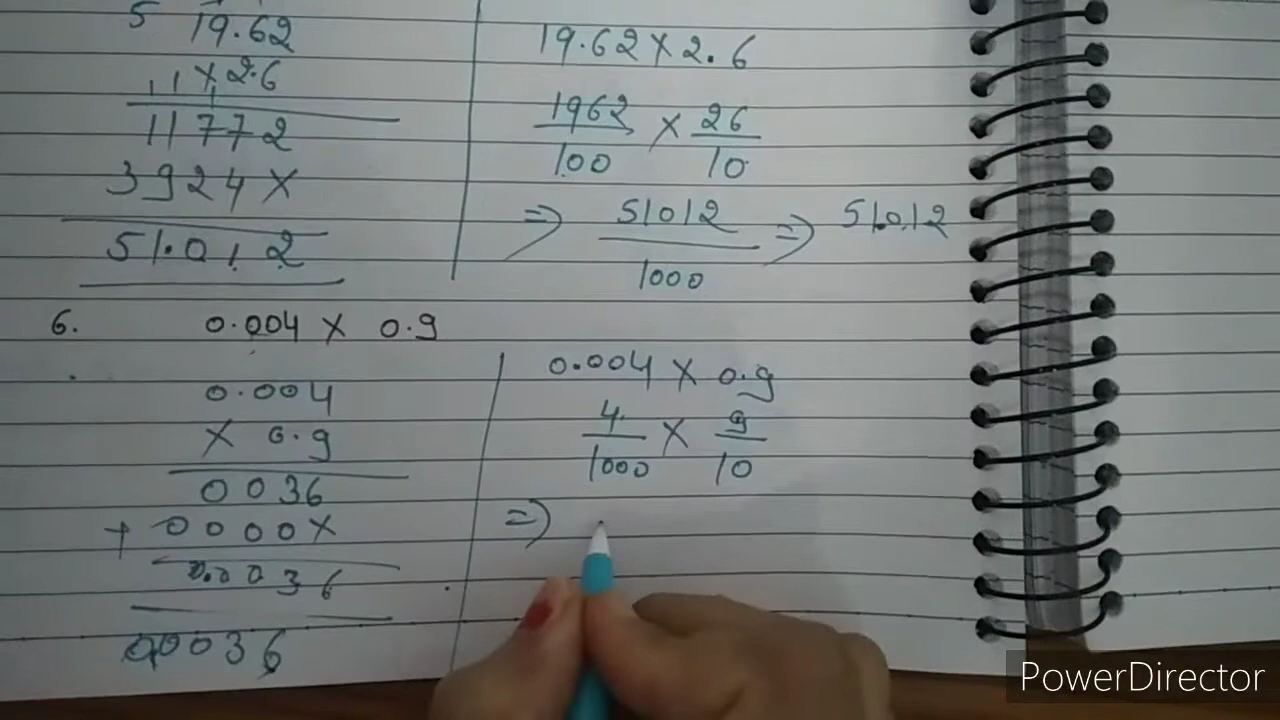 5 19.62
1 1 × 2.6
11772
3924×
51.012
19.62 × 2.6
1962/100 × 26/10
=> 51012/1000 => 51.012
6. 0.004 × 0.9
0.004
× 0.9
0036
+ 0000×
0.0036
0.0036
0.004 × 0.9
4/1000 × 9/10
=>
PowerDirector